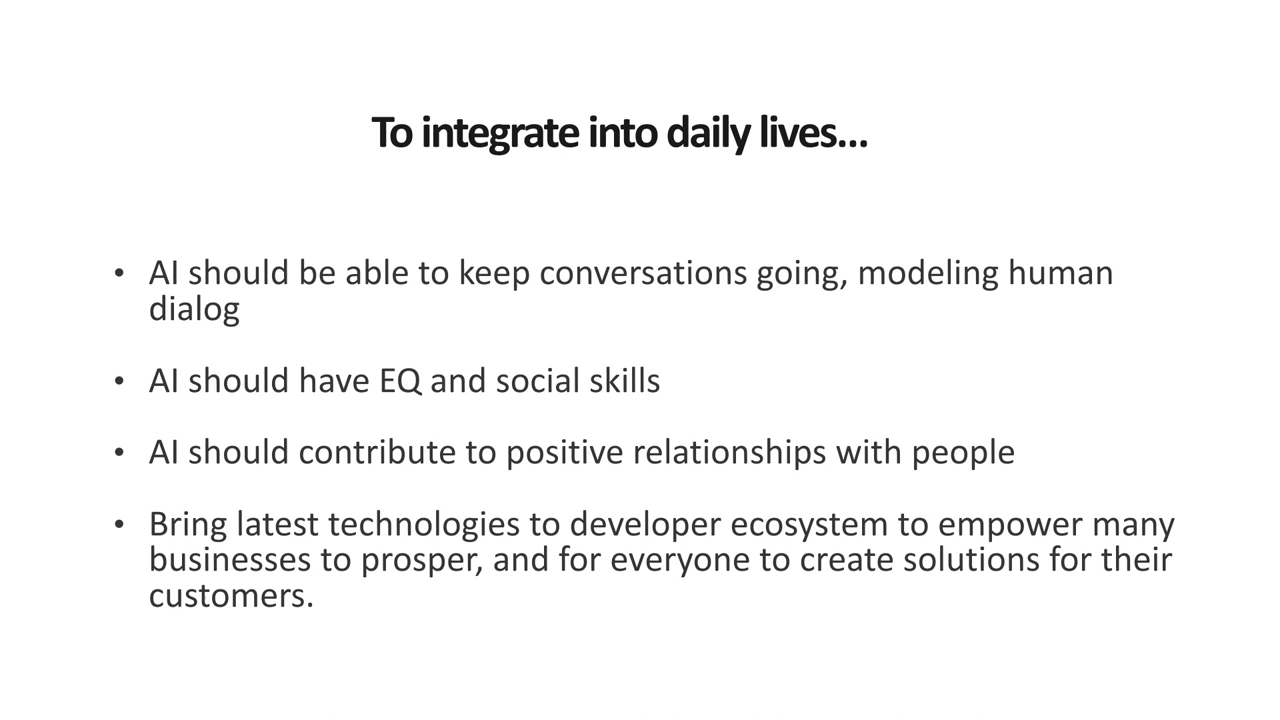 To integrate into daily lives...
• AI should be able to keep conversations going, modeling human
dialog
• AI should have EQ and social skills
• AI should contribute to positive relationships with people
• Bring latest technologies to developer ecosystem to empower many
businesses to prosper, and for everyone to create solutions for their
customers.